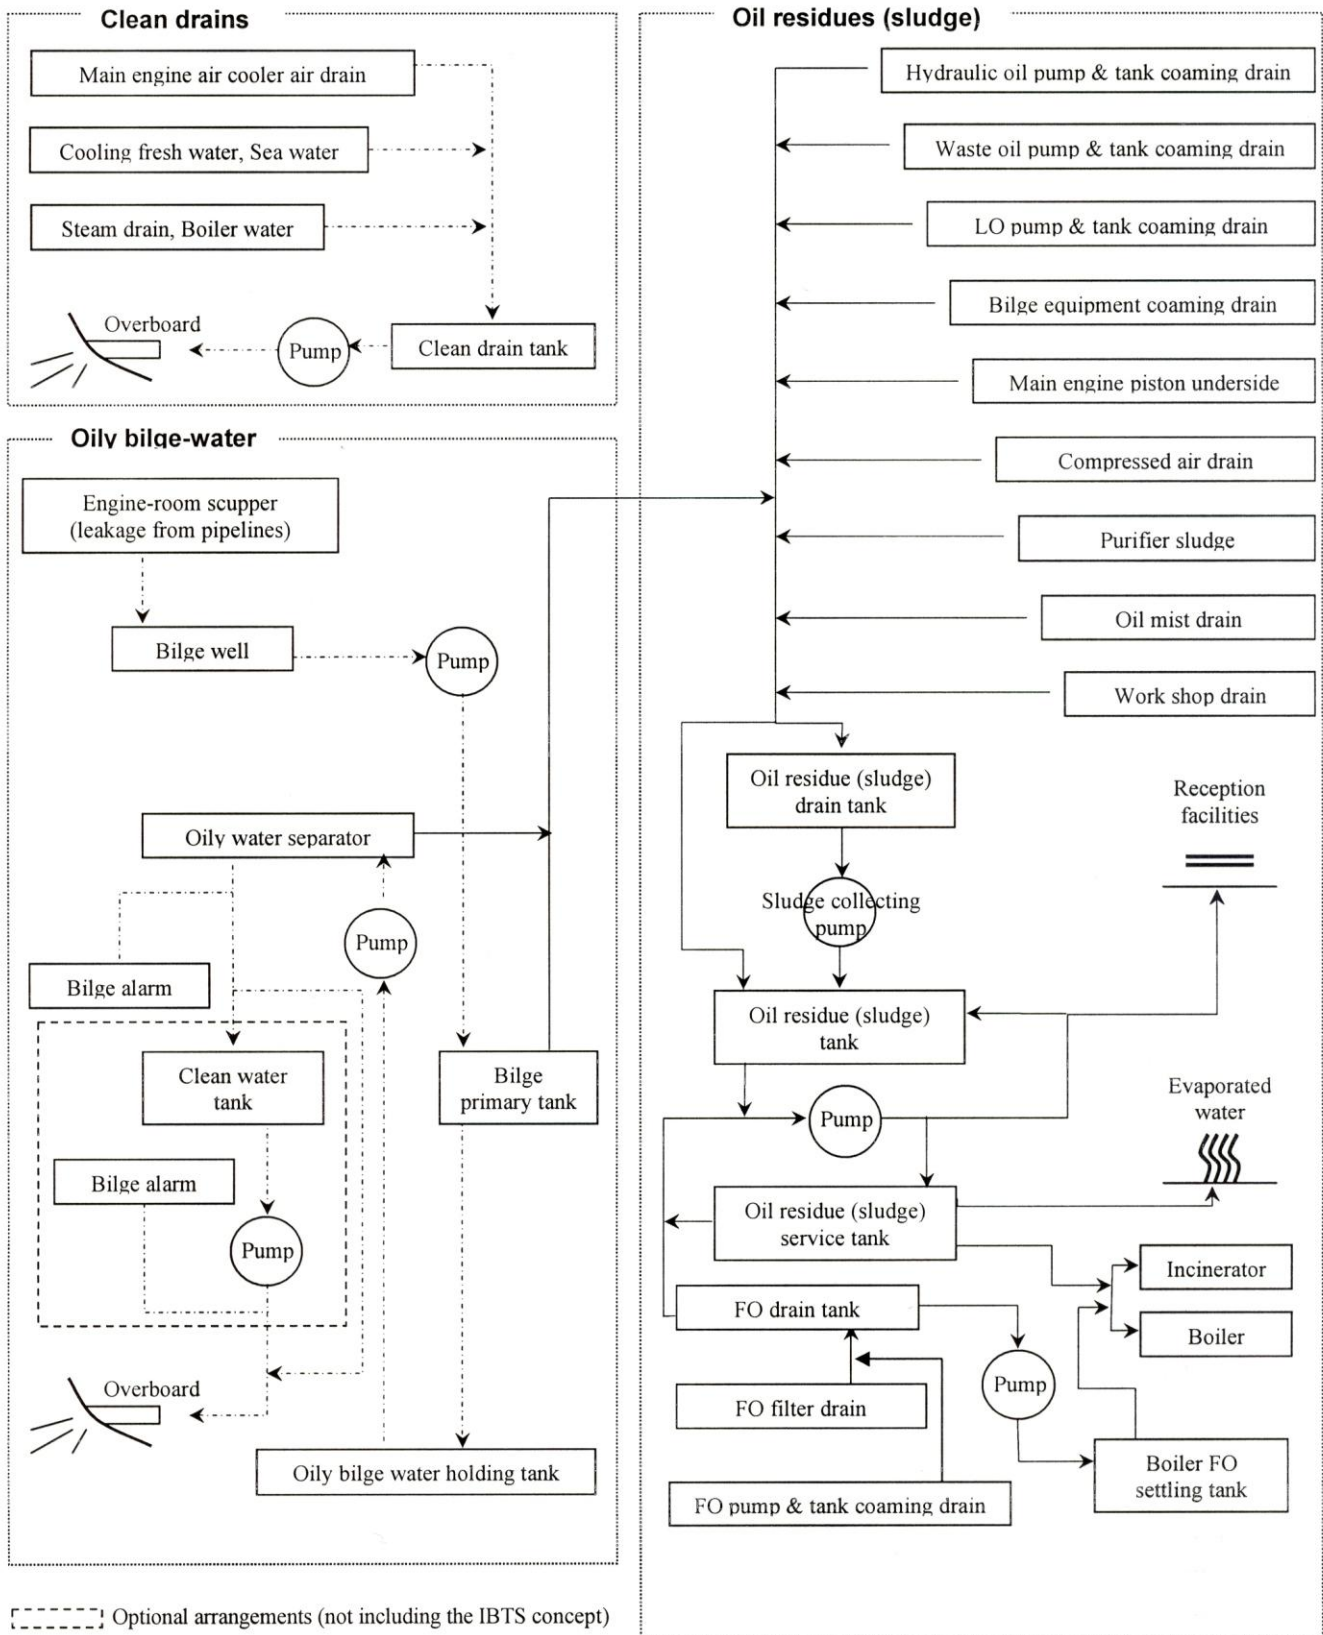 Clean drains
Main engine air cooler air drain
Cooling fresh water, Sea water
Steam drain, Boiler water
Overboard
Pump
Clean drain tank
Oily bilge-water
Engine-room scupper
(leakage from pipelines)
Bilge well
Pump
Oily water separator
Pump
Bilge alarm
Clean water
tank
Bilge
primary tank
Bilge alarm
Pump
Overboard
Oily bilge water holding tank
Optional arrangements (not including the IBTS concept)
Oil residues (sludge)
Hydraulic oil pump & tank coaming drain
Waste oil pump & tank coaming drain
LO pump & tank coaming drain
Bilge equipment coaming drain
Main engine piston underside
Compressed air drain
Purifier sludge
Oil mist drain
Work shop drain
Oil residue (sludge)
drain tank
Reception
facilities
Sludge collecting
pump
Oil residue (sludge)
tank
Pump
Evaporated
water
Oil residue (sludge)
service tank
Incinerator
FO drain tank
Boiler
Pump
FO filter drain
Boiler FO
settling tank
FO pump & tank coaming drain